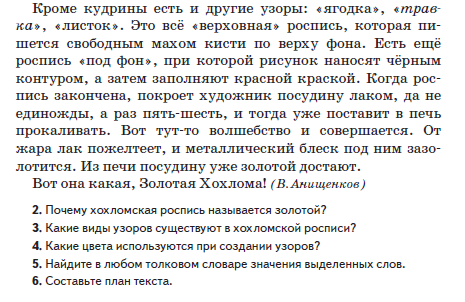 Кроме кудрины есть и другие узоры: «ягодка», «трав-
ка», «листок». Это всё «верховная» роспись, которая пи-
шется свободным махом кисти по верху фона. Есть ещё
роспись «под фон», при которой рисунок наносят чёрным
контуром, а затем заполняют красной краской. Когда рос-
пись закончена, покроет художник посудину лаком, да не
единожды, а раз пять-шесть, и тогда уже поставит в печь
прокаливать. Вот тут-то волшебство и совершается. От
жара лак пожелтеет, и металлический блеск под ним зазо-
лотится. Из печи посудину уже золотой достают.
Вот она какая, Золотая Хохлома! (В.Анищенков)
2. Почему хохломская роспись называется золотой?
3. Какие виды узоров существуют в хохломской росписи?
4. Какие цвета используются при создании узоров?
5. Найдите в любом толковом словаре значения выделенных слов.
6. Составьте план текста.